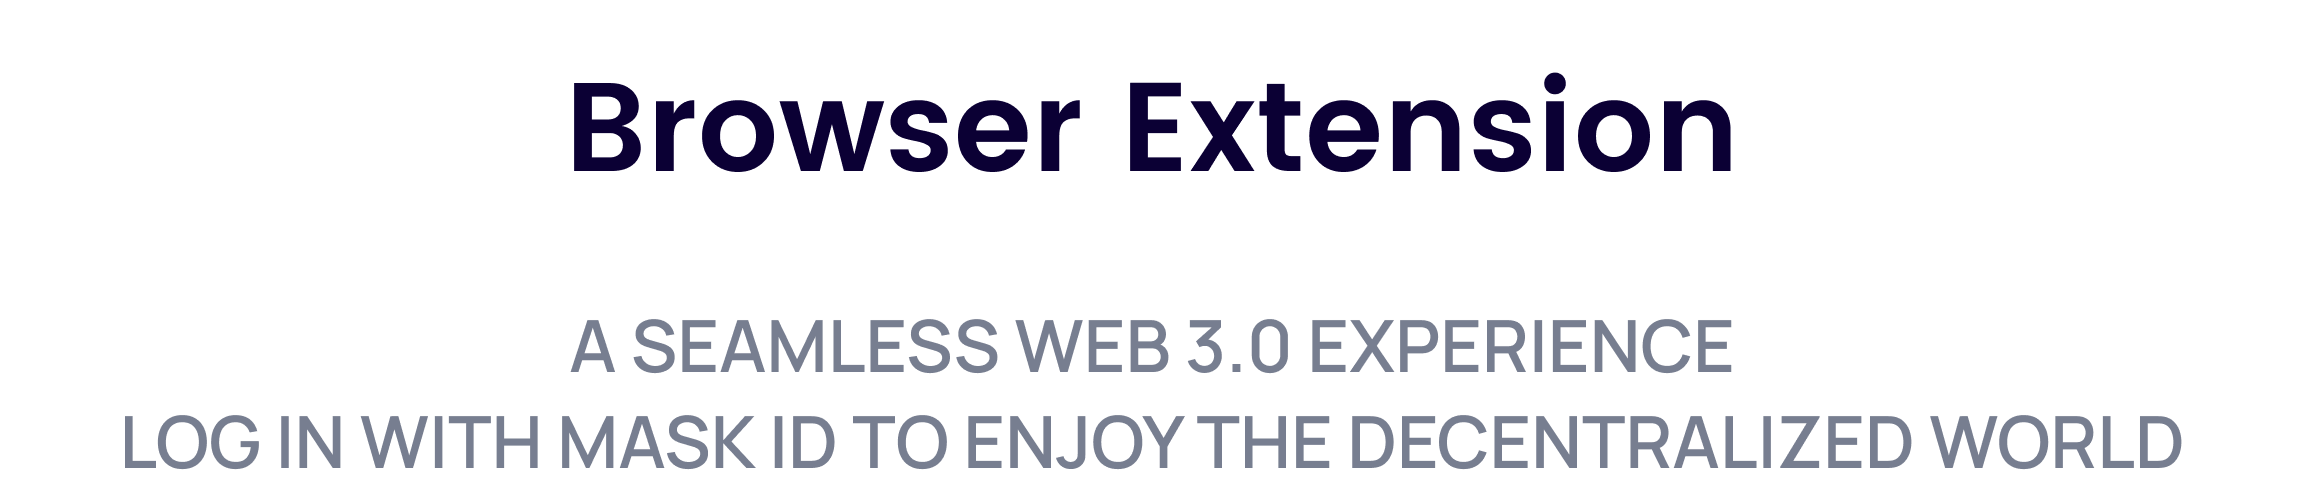 Browser Extension
A SEAMLESS WEB 3.0 EXPERIENCE
LOG IN WITH MASK ID TO ENJOY THE DECENTRALIZED WORLD